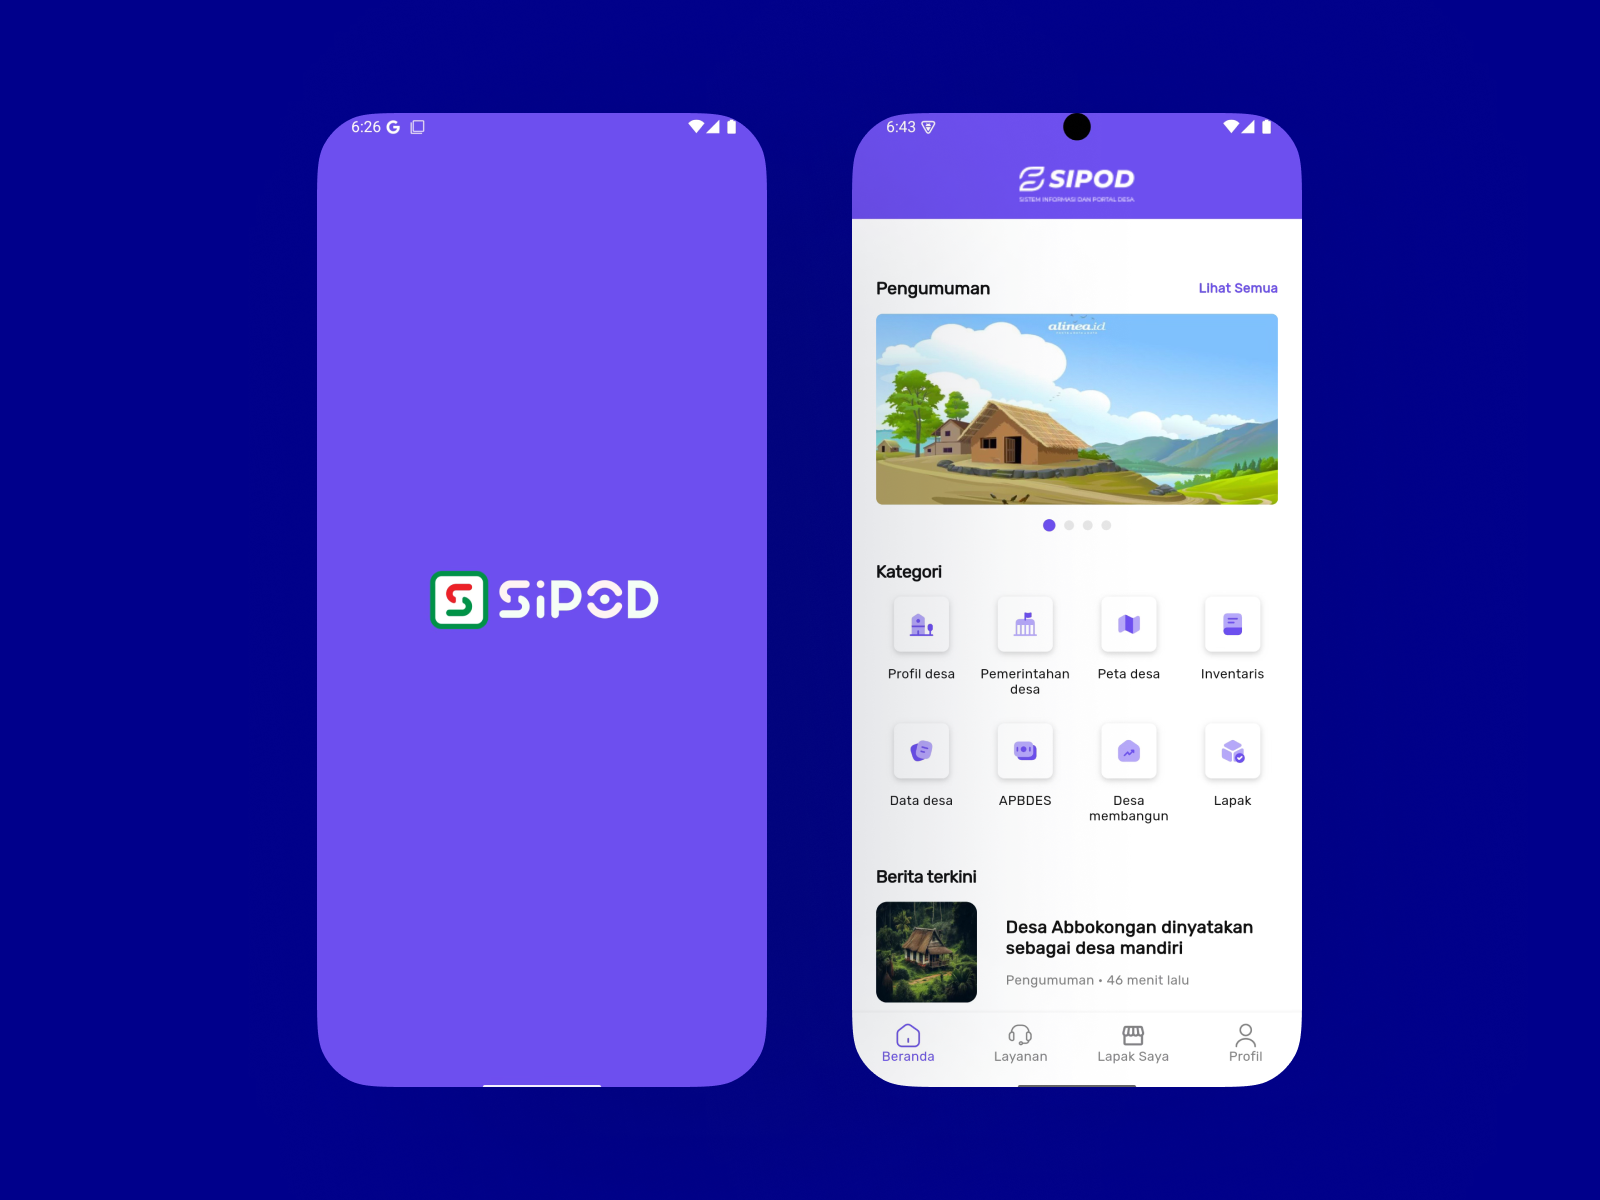 6:26
SiPOD
6:43
SIPOD
SISTEM INFORMASI DAN PORTAL DESA
Pengumuman
Lihat Semua
alinea.id
Kategori
Profil desa
Pemerintahan
desa
Peta desa
Inventaris
Data desa
APBDES
Desa
membangun
Lapak
Berita terkini
Desa Abbokongan dinyatakan
sebagai desa mandiri
Pengumuman • 46 menit lalu
Beranda
Layanan
Lapak Saya
Profil